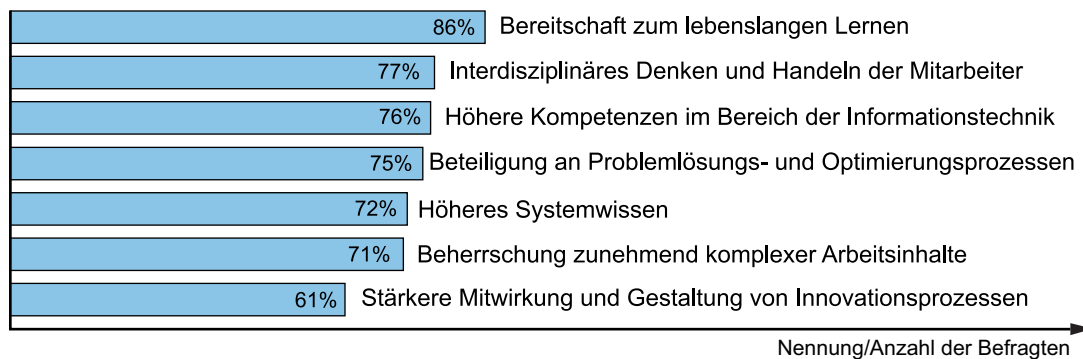 86% Bereitschaft zum lebenslangen Lernen
77% Interdisziplinäres Denken und Handeln der Mitarbeiter
76% Höhere Kompetenzen im Bereich der Informationstechnik
75% Beteiligung an Problemlösungs- und Optimierungsprozessen
72% Höheres Systemwissen
71% Beherrschung zunehmend komplexer Arbeitsinhalte
61% Stärkere Mitwirkung und Gestaltung von Innovationsprozessen
Nennung/Anzahl der Befragten